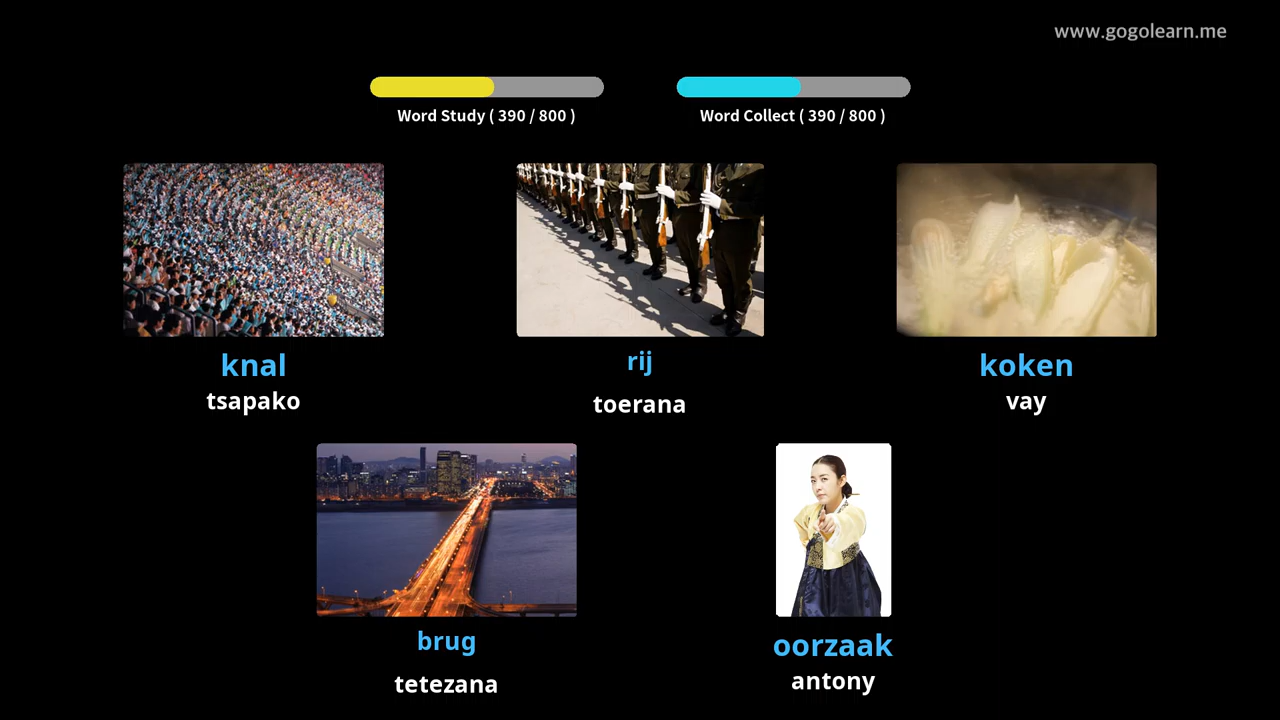 www.gogolearn.me
Word Study ( 390 / 800 )
Word Collect ( 390 / 800 )
knal
tsapako
rij
toerana
koken
vay
brug
tetezana
oorzaak
antony